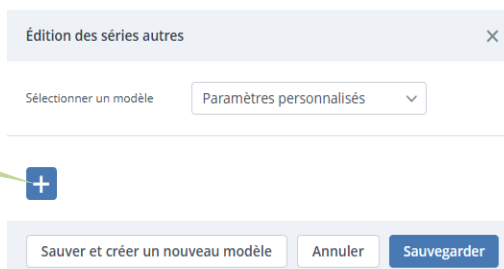 Édition des séries autres
Sélectionner un modèle
Paramètres personnalisés
Sauver et créer un nouveau modèle
Annuler
Sauvegarder